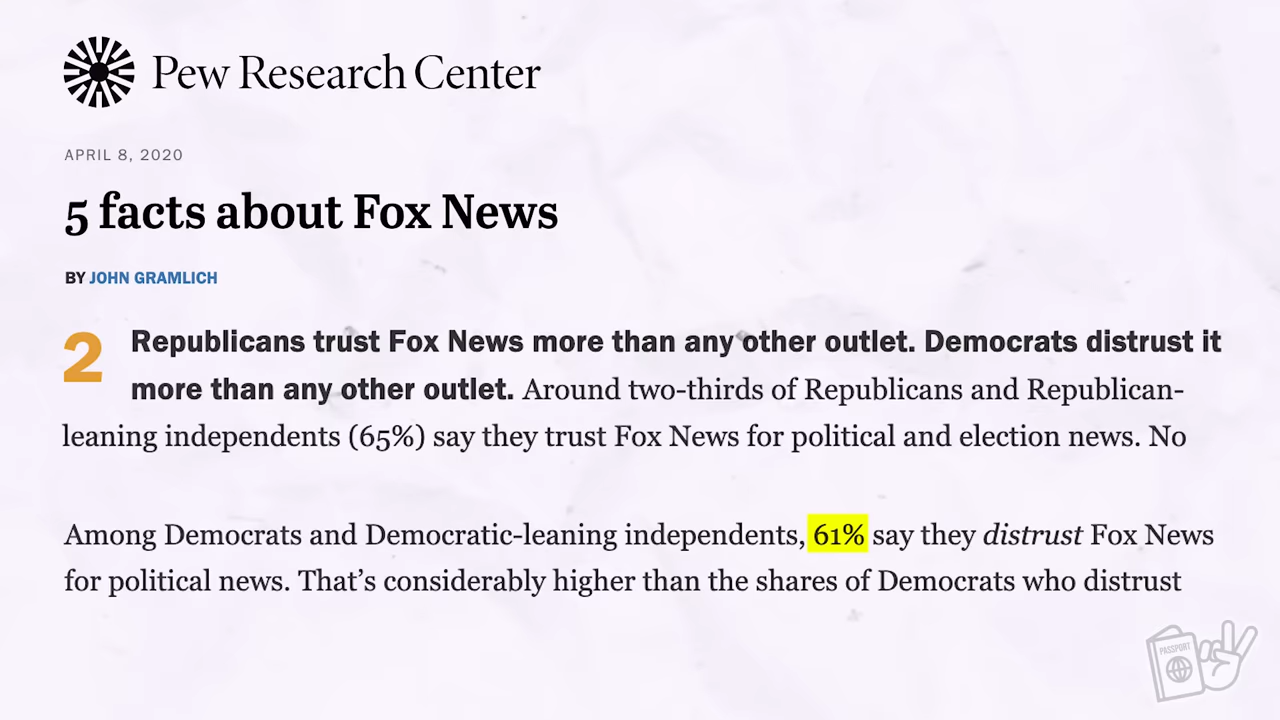 Pew Research Center
APRIL 8, 2020
5 facts about Fox News
BY JOHN GRAMLICH
2 Republicans trust Fox News more than any other outlet. Democrats distrust it
more than any other outlet. Around two-thirds of Republicans and Republican-
leaning independents (65%) say they trust Fox News for political and election news. No
Among Democrats and Democratic-leaning independents, 61% say they distrust Fox News
for political news. That’s considerably higher than the shares of Democrats who distrust
PASSPORT